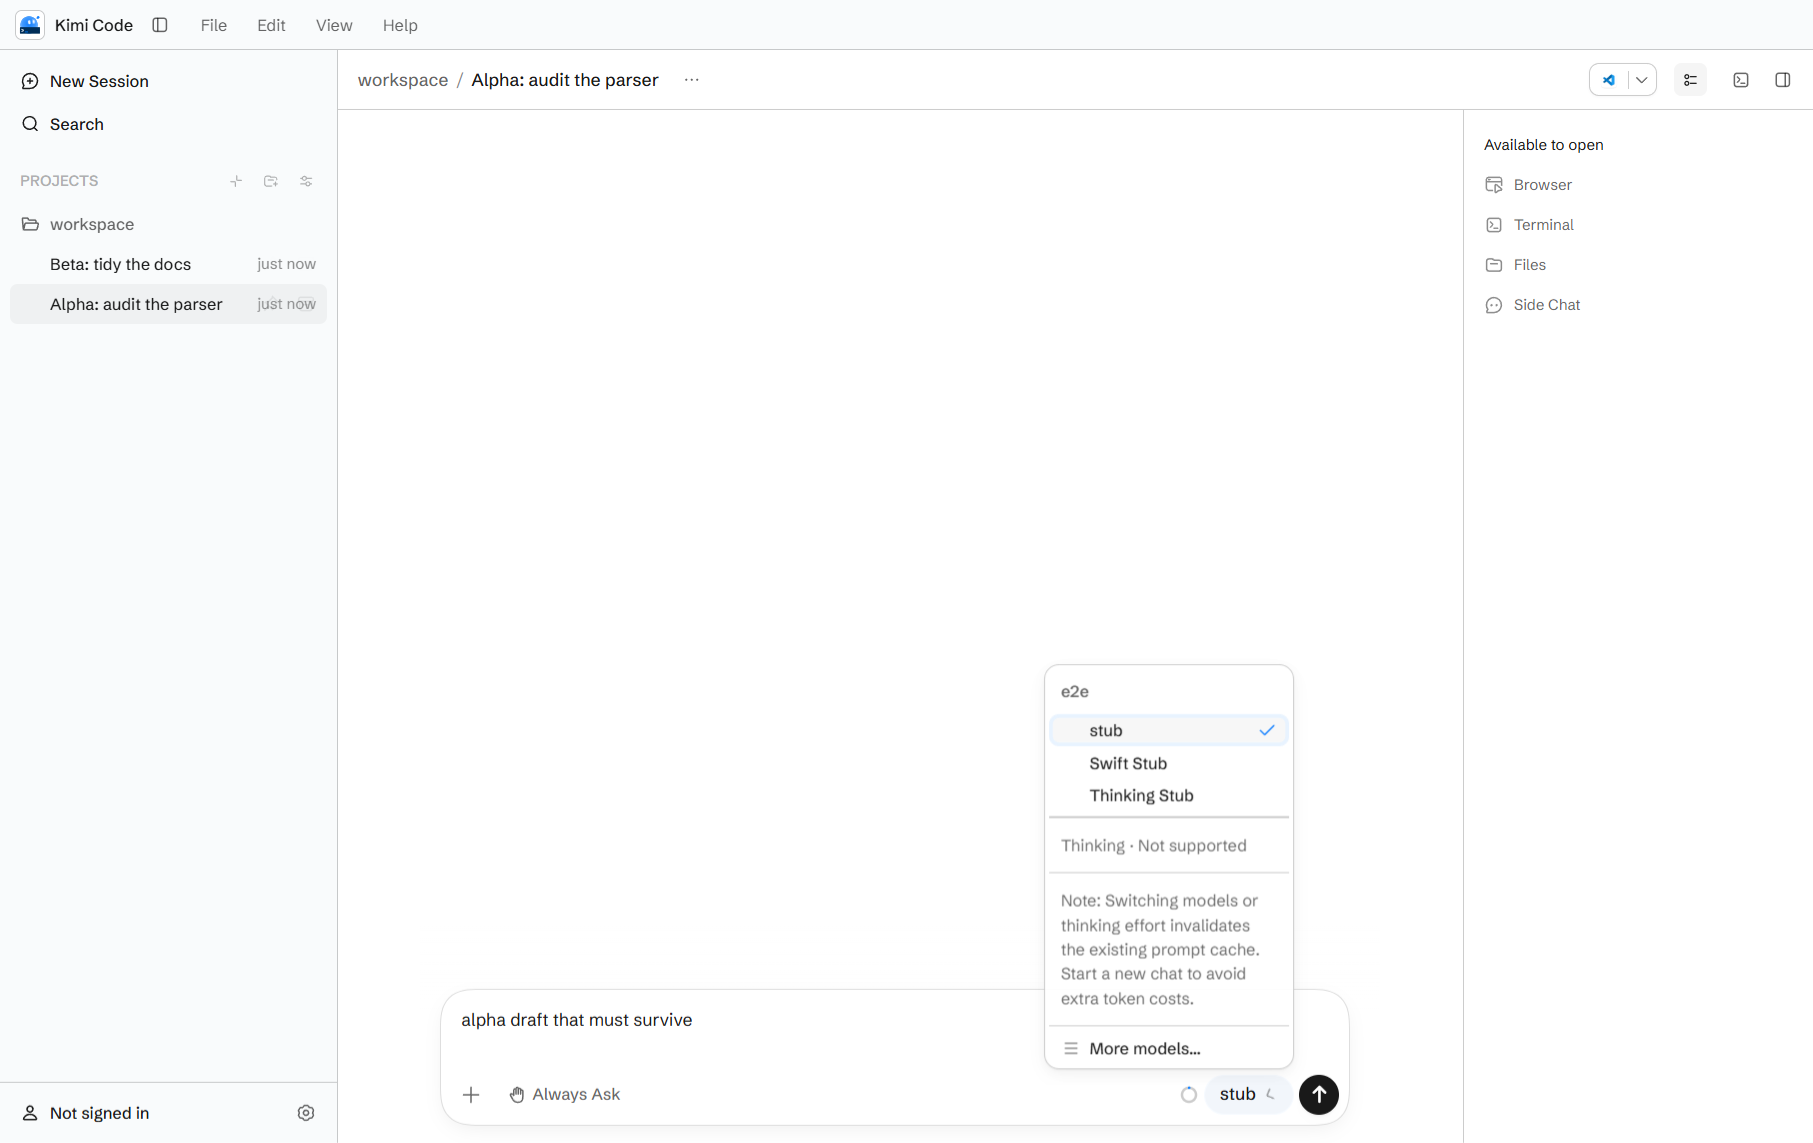 Kimi Code
File
Edit
View
Help
New Session
Search
PROJECTS
workspace
Beta: tidy the docs
just now
Alpha: audit the parser
just now
Not signed in
workspace / Alpha: audit the parser
Available to open
Browser
Terminal
Files
Side Chat
e2e
stub
Swift Stub
Thinking Stub
Thinking · Not supported
Note: Switching models or
thinking effort invalidates
the existing prompt cache.
Start a new chat to avoid
extra token costs.
More models...
alpha draft that must survive
Always Ask
stub